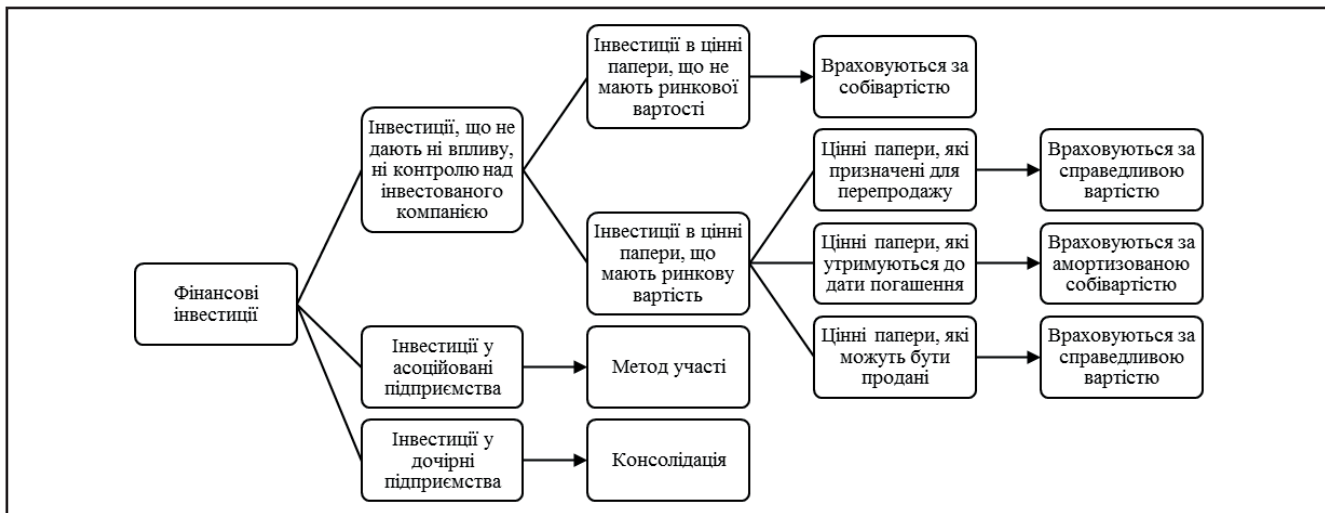 Фінансові
інвестиції
Інвестиції, що не
дають ні впливу,
ні контролю над
інвестованого
компанією
Інвестиції в цінні
папери, що не
мають ринкової
вартості
Враховуються за
собівартістю
Інвестиції в цінні
папери, що
мають ринкову
вартість
Цінні папери, які
призначені для
перепродажу
Враховуються за
справедливою
вартістю
Цінні папери, які
утримуються до
дати погашення
Враховуються за
амортизованою
собівартістю
Цінні папери, які
можуть бути
продані
Враховуються за
справедливою
вартістю
Інвестиції у
асоційовані
підприємства
Метод участі
Інвестиції у
дочірні
підприємства
Консолідація